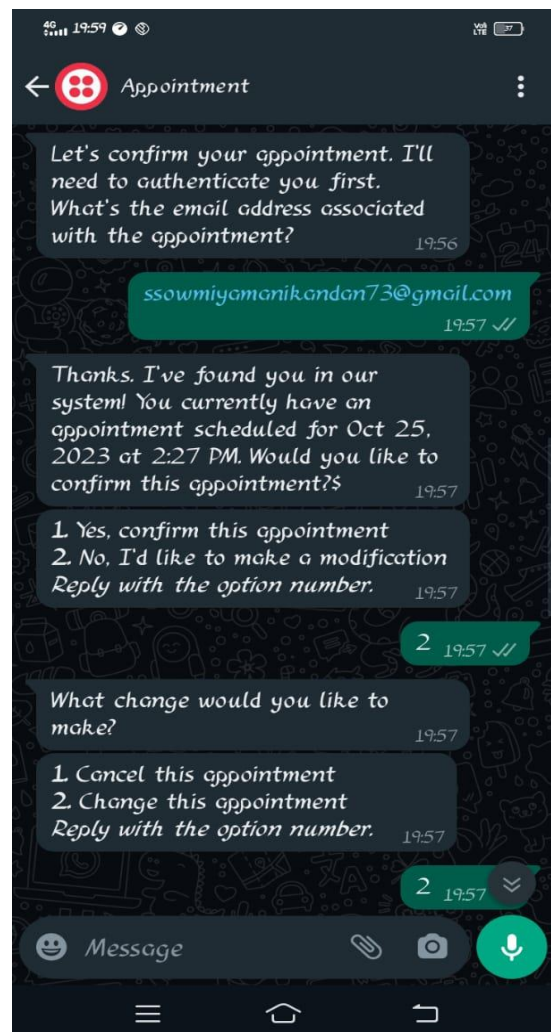 4G 19:59
VoLTE 37
Appointment
Let's confirm your appointment. I'll
need to authenticate you first.
What's the email address associated
with the appointment?
19:56
ssowmiyamanikandan73@gmail.com
19:57
Thanks. I've found you in our
system! You currently have an
appointment scheduled for Oct 25,
2023 at 2:27 PM. Would you like to
confirm this appointment?$
19:57
1. Yes, confirm this appointment
2. No, I'd like to make a modification
Reply with the option number.
19:57
2 19:57
What change would you like to
make?
19:57
1. Cancel this appointment
2. Change this appointment
Reply with the option number.
19:57
2 19:57
Message